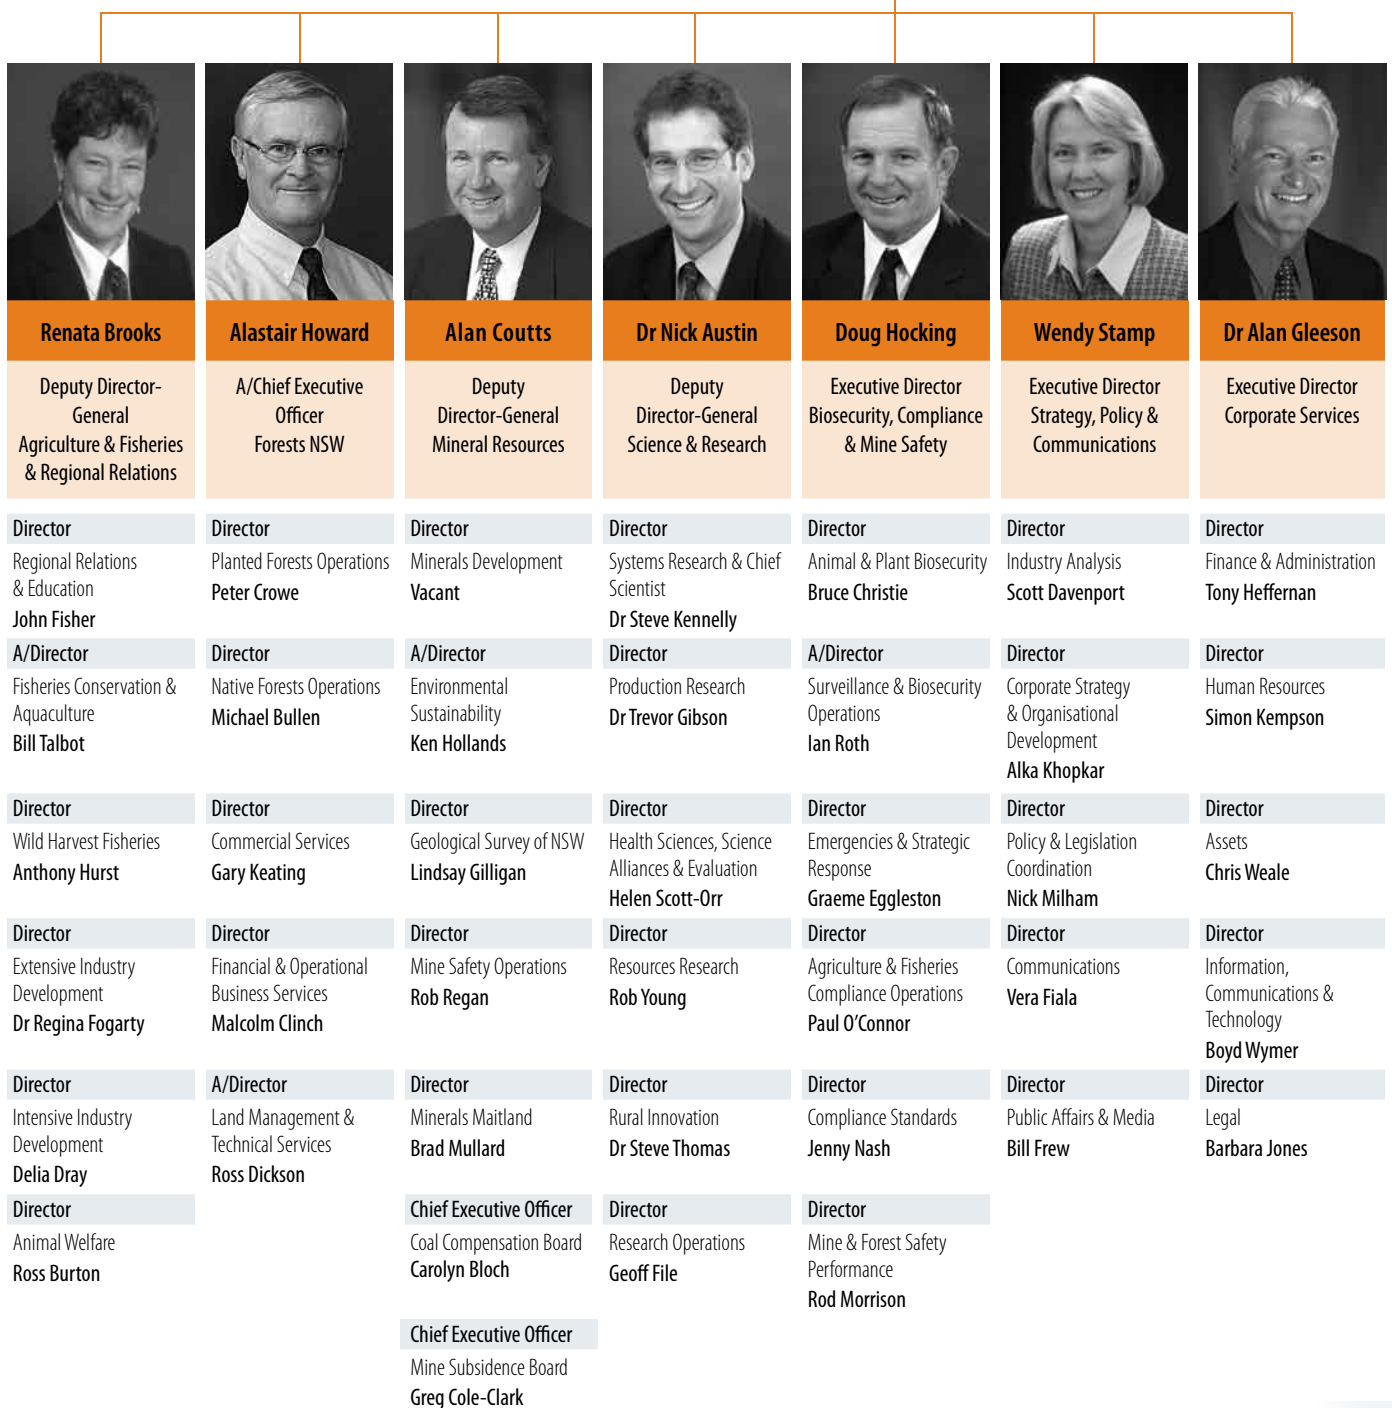 Renata Brooks
Deputy Director-
General
Agriculture & Fisheries
& Regional Relations
Director
Regional Relations
& Education
John Fisher
A/Director
Fisheries Conservation &
Aquaculture
Bill Talbot
Director
Wild Harvest Fisheries
Anthony Hurst
Director
Extensive Industry
Development
Dr Regina Fogarty
Director
Intensive Industry
Development
Delia Dray
Director
Animal Welfare
Ross Burton
Alastair Howard
A/Chief Executive
Officer
Forests NSW
Director
Planted Forests Operations
Peter Crowe
Director
Native Forests Operations
Michael Bullen
Director
Commercial Services
Gary Keating
Director
Financial & Operational
Business Services
Malcolm Clinch
A/Director
Land Management &
Technical Services
Ross Dickson
Alan Coutts
Deputy
Director-General
Mineral Resources
Director
Minerals Development
Vacant
A/Director
Environmental
Sustainability
Ken Hollands
Director
Geological Survey of NSW
Lindsay Gilligan
Director
Mine Safety Operations
Rob Regan
Director
Minerals Maitland
Brad Mullard
Chief Executive Officer
Coal Compensation Board
Carolyn Bloch
Chief Executive Officer
Mine Subsidence Board
Greg Cole-Clark
Dr Nick Austin
Deputy
Director-General
Science & Research
Director
Systems Research & Chief
Scientist
Dr Steve Kennelly
Director
Production Research
Dr Trevor Gibson
Director
Health Sciences, Science
Alliances & Evaluation
Helen Scott-Orr
Director
Resources Research
Rob Young
Director
Rural Innovation
Dr Steve Thomas
Director
Research Operations
Geoff File
Doug Hocking
Executive Director
Biosecurity, Compliance
& Mine Safety
Director
Animal & Plant Biosecurity
Bruce Christie
A/Director
Surveillance & Biosecurity
Operations
Ian Roth
Director
Emergencies & Strategic
Response
Graeme Eggleston
Director
Agriculture & Fisheries
Compliance Operations
Paul O’Connor
Director
Compliance Standards
Jenny Nash
Director
Mine & Forest Safety
Performance
Rod Morrison
Wendy Stamp
Executive Director
Strategy, Policy &
Communications
Director
Industry Analysis
Scott Davenport
Director
Corporate Strategy
& Organisational
Development
Alka Khopkar
Director
Policy & Legislation
Coordination
Nick Milham
Director
Communications
Vera Fiala
Director
Public Affairs & Media
Bill Frew
Dr Alan Gleeson
Executive Director
Corporate Services
Director
Finance & Administration
Tony Heffernan
Director
Human Resources
Simon Kempson
Director
Assets
Chris Weale
Director
Information,
Communications &
Technology
Boyd Wymer
Director
Legal
Barbara Jones